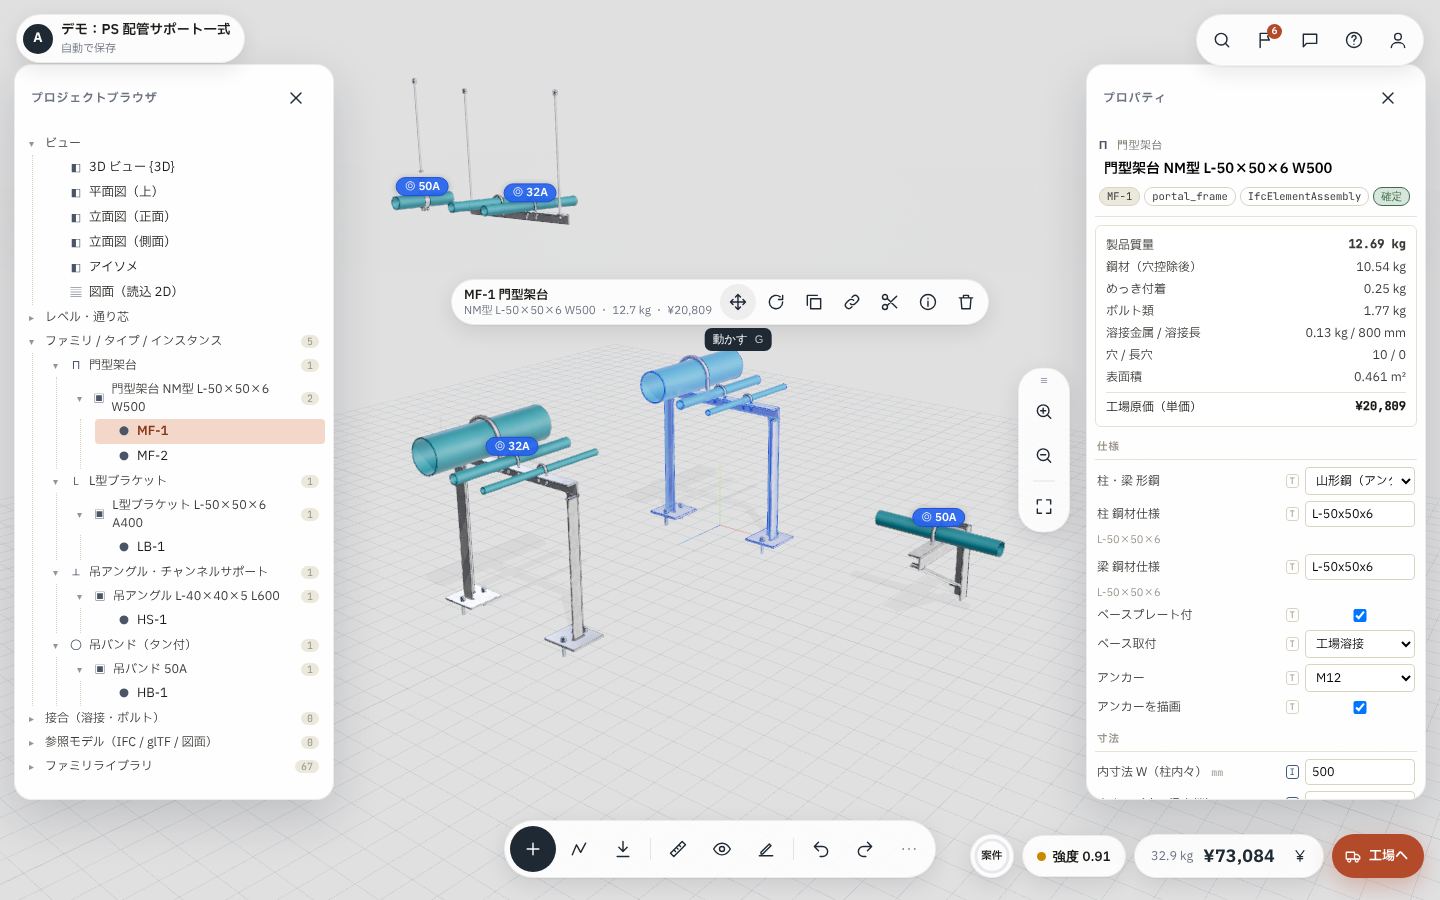 A
デモ：PS 配管サポート一式
自動で保存
6
プロジェクトブラウザ
ビュー
3D ビュー {3D}
平面図（上）
立面図（正面）
立面図（側面）
アイソメ
図面（読込 2D）
レベル・通り芯
ファミリ / タイプ / インスタンス 5
門型架台 1
門型架台 NM型 L-50×50×6 W500 2
MF-1
MF-2
L L型ブラケット 1
L型ブラケット L-50×50×6 A400 1
LB-1
吊アングル・チャンネルサポート 1
吊アングル L-40×40×5 L600 1
HS-1
吊バンド（タン付） 1
吊バンド 50A 1
HB-1
接合（溶接・ボルト） 0
参照モデル（IFC / glTF / 図面） 0
ファミリライブラリ 67
50A
32A
MF-1 門型架台
NM型 L-50×50×6 W500 · 12.7 kg · ¥20,809
動かす G
32A
50A
プロパティ
門型架台
門型架台 NM型 L-50×50×6 W500
MF-1 portal_frame IfcElementAssembly 確定
製品質量 12.69 kg
鋼材（穴控除後） 10.54 kg
めっき付着 0.25 kg
ボルト類 1.77 kg
溶接金属 / 溶接長 0.13 kg / 800 mm
穴 / 長穴 10 / 0
表面積 0.461 m²
工場原価（単価） ¥20,809
仕様
柱・梁 形鋼 T 山形鋼（アング
柱 鋼材仕様 T L-50x50x6
L-50×50×6
梁 鋼材仕様 T L-50x50x6
L-50×50×6
ベースプレート付 T
ベース取付 T 工場溶接
アンカー T M12
アンカーを描画 T
寸法
内寸法 W（柱内々） mm I 500
案件
強度 0.91
32.9 kg ¥73,084 ¥
工場へ